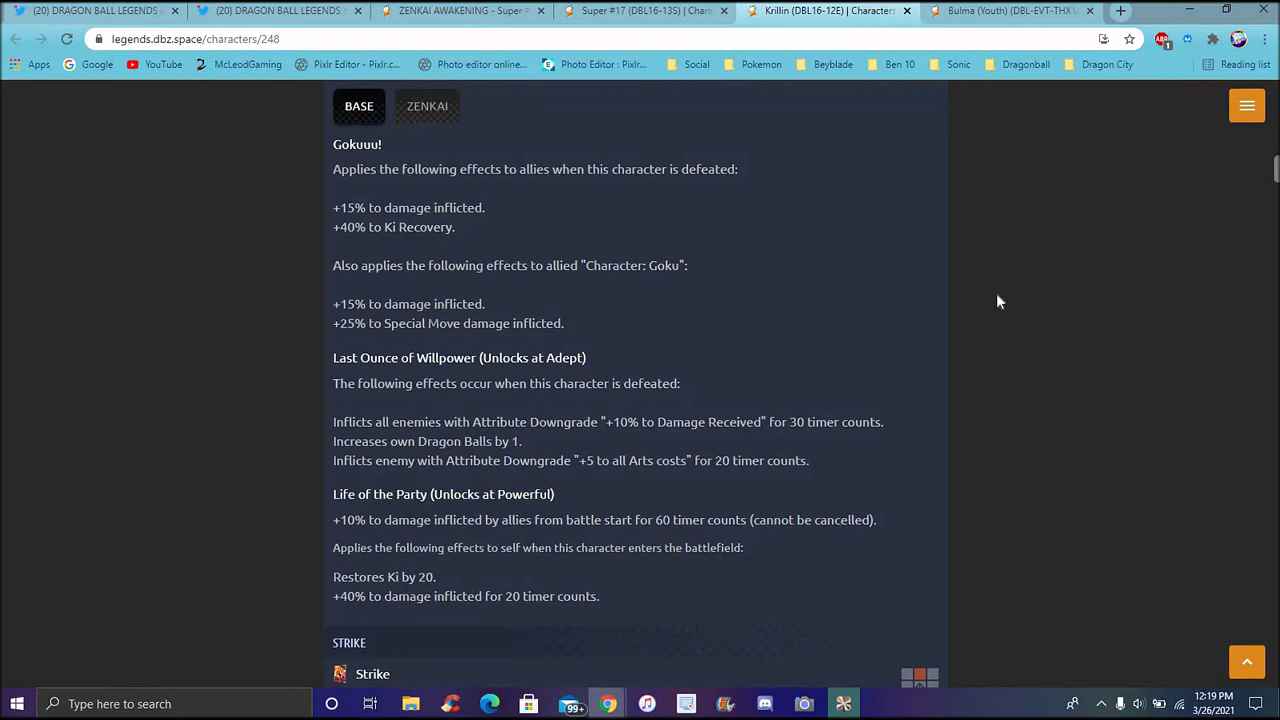 (20) DRAGON BALL LEGENDS × (20) DRAGON BALL LEGENDS × ZENKAI AWAKENING - Super # × Super #17 (DBL16-13S) | Chara × Krillin (DBL16-12E) | Characters × Bulma (Youth) (DBL-EVT-THX ×
legends.dbz.space/characters/248
Apps Google YouTube McLeodGaming Pixlr Editor - Pixlr.c... Photo editor online... Photo Editor : Pixlr... Social Pokemon Beyblade Ben 10 Sonic Dragonball Dragon City Reading list
BASE ZENKAI
Gokuuu!
Applies the following effects to allies when this character is defeated:
+15% to damage inflicted.
+40% to Ki Recovery.
Also applies the following effects to allied "Character: Goku":
+15% to damage inflicted.
+25% to Special Move damage inflicted.
Last Ounce of Willpower (Unlocks at Adept)
The following effects occur when this character is defeated:
Inflicts all enemies with Attribute Downgrade "+10% to Damage Received" for 30 timer counts.
Increases own Dragon Balls by 1.
Inflicts enemy with Attribute Downgrade "+5 to all Arts costs" for 20 timer counts.
Life of the Party (Unlocks at Powerful)
+10% to damage inflicted by allies from battle start for 60 timer counts (cannot be cancelled).
Applies the following effects to self when this character enters the battlefield:
Restores Ki by 20.
+40% to damage inflicted for 20 timer counts.
STRIKE
Strike
Type here to search 99+ 12:19 PM
3/26/2021